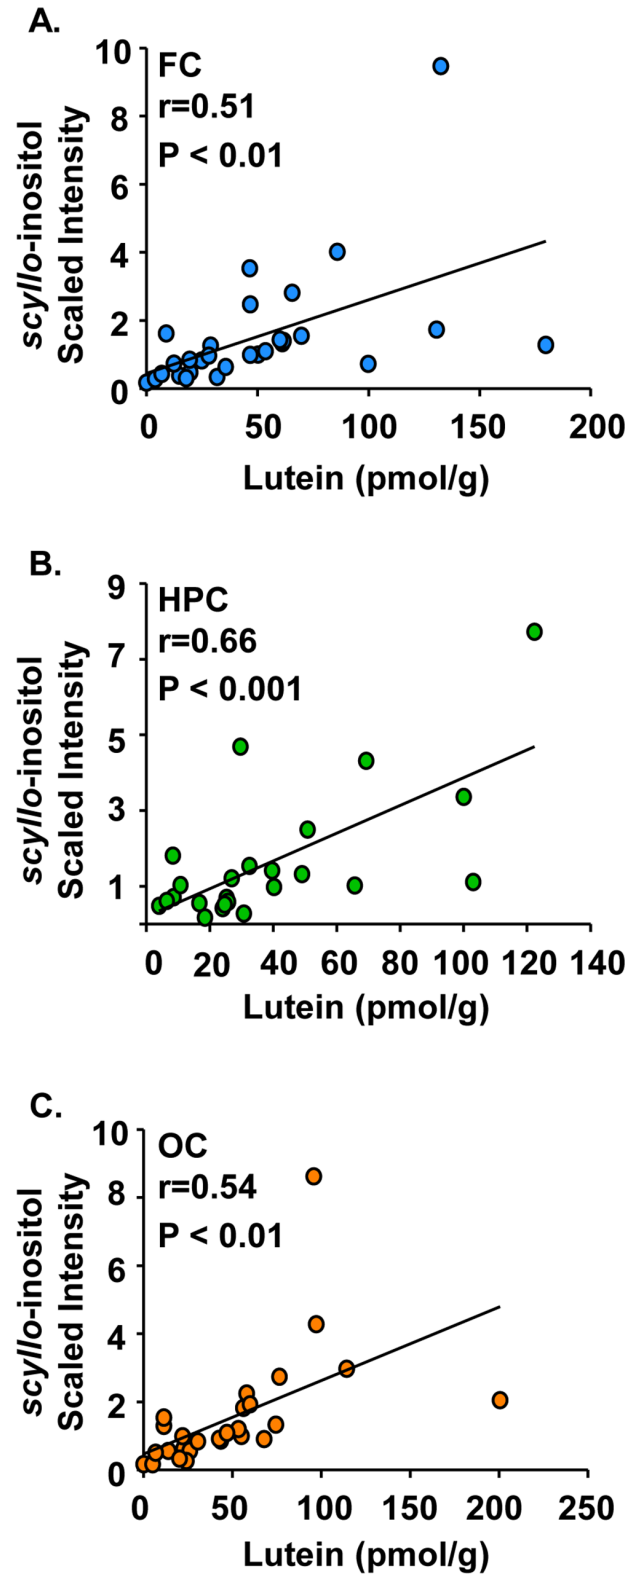 A.
FC
r=0.51
P < 0.01
scyllo-inositol
Scaled Intensity
10
8
6
4
2
0
0 50 100 150 200
Lutein (pmol/g)
B.
HPC
r=0.66
P < 0.001
scyllo-inositol
Scaled Intensity
9
7
5
3
1
0 20 40 60 80 100 120 140
Lutein (pmol/g)
C.
OC
r=0.54
P < 0.01
scyllo-inositol
Scaled Intensity
10
8
6
4
2
0
0 50 100 150 200 250
Lutein (pmol/g)